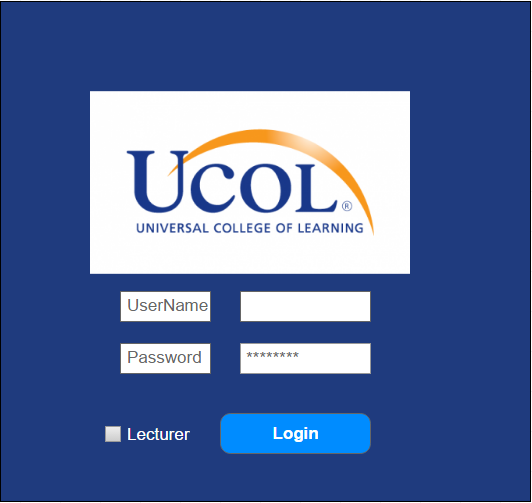 UCOL®
UNIVERSAL COLLEGE OF LEARNING
UserName
Password ********
Lecturer Login